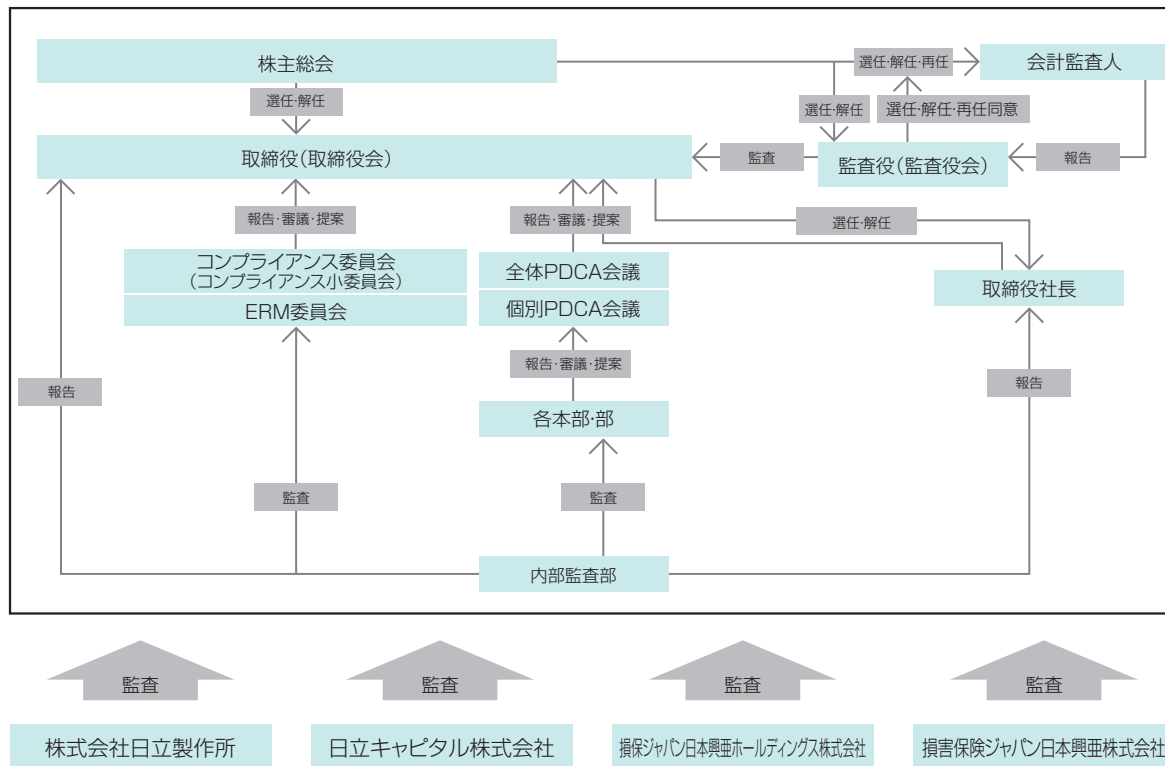 株主総会
選任・解任・再任
会計監査人
選任・解任
選任・解任
選任・解任・再任同意
取締役(取締役会)
監査
監査役(監査役会)
報告
報告・審議・提案
報告・審議・提案
選任・解任
コンプライアンス委員会
(コンプライアンス小委員会)
全体PDCA会議
取締役社長
ERM委員会
個別PDCA会議
報告・審議・提案
報告
報告
各本部・部
監査
監査
内部監査部
監査
監査
監査
監査
株式会社日立製作所
日立キャピタル株式会社
損保ジャパン日本興亜ホールディングス株式会社
損害保険ジャパン日本興亜株式会社